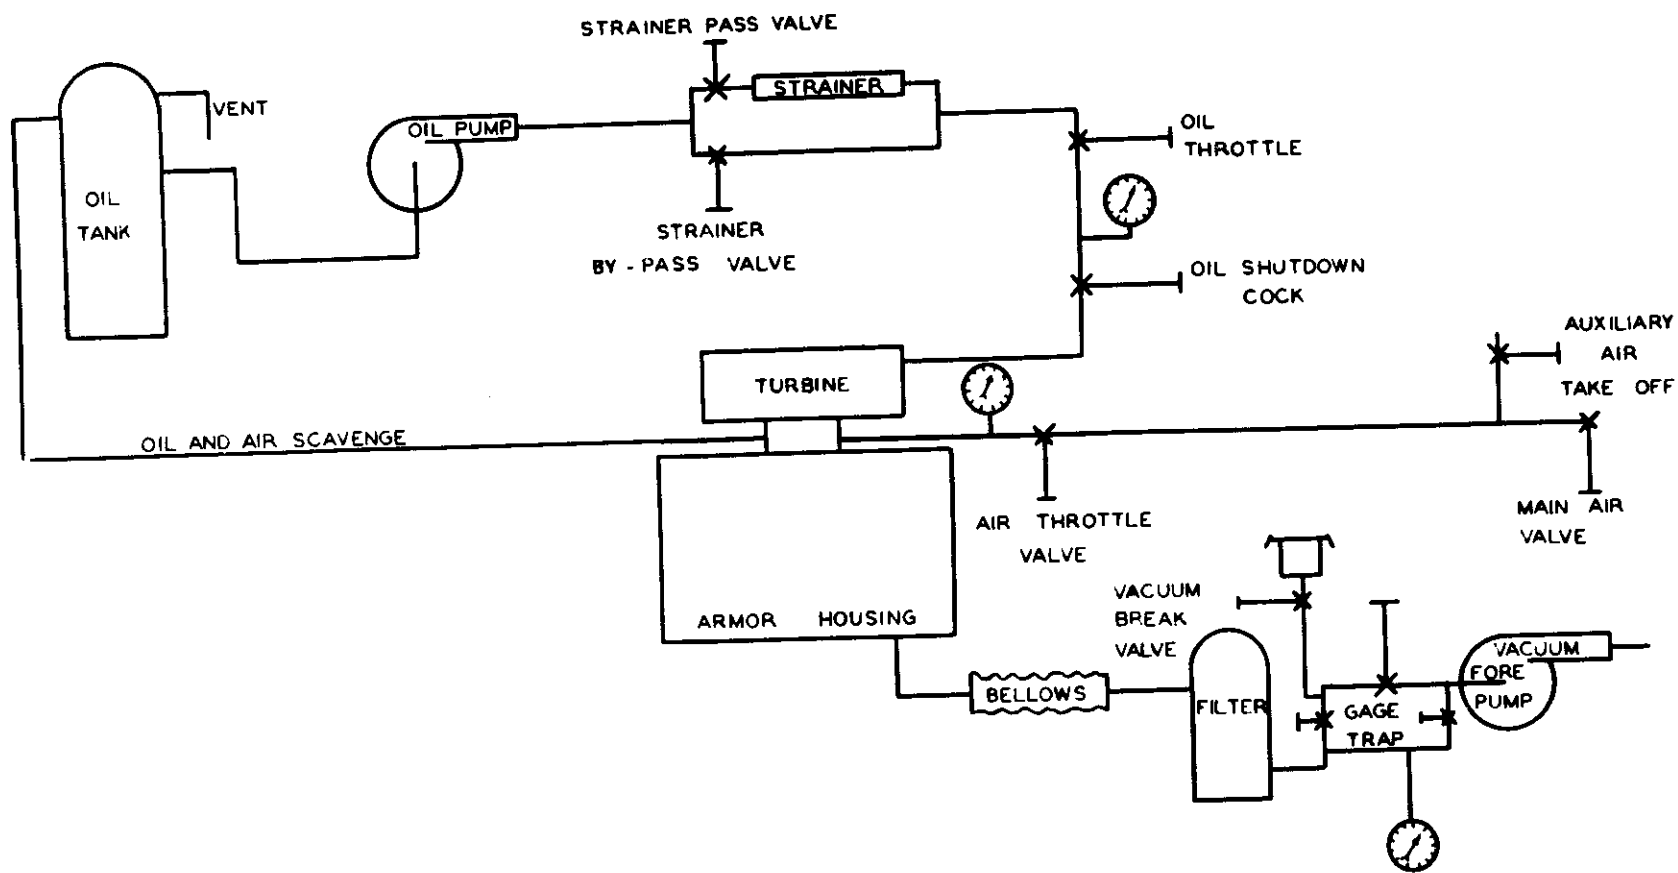 STRAINER PASS VALVE
STRAINER
VENT
OIL PUMP
OIL
THROTTLE
OIL
TANK
STRAINER
BY - PASS VALVE
OIL SHUTDOWN
COCK
AUXILIARY
AIR
TAKE OFF
TURBINE
OIL AND AIR SCAVENGE
AIR THROTTLE
VALVE
MAIN AIR
VALVE
ARMOR HOUSING
VACUUM
BREAK
VALVE
BELLOWS
FILTER
GAGE
TRAP
VACUUM
FORE
PUMP